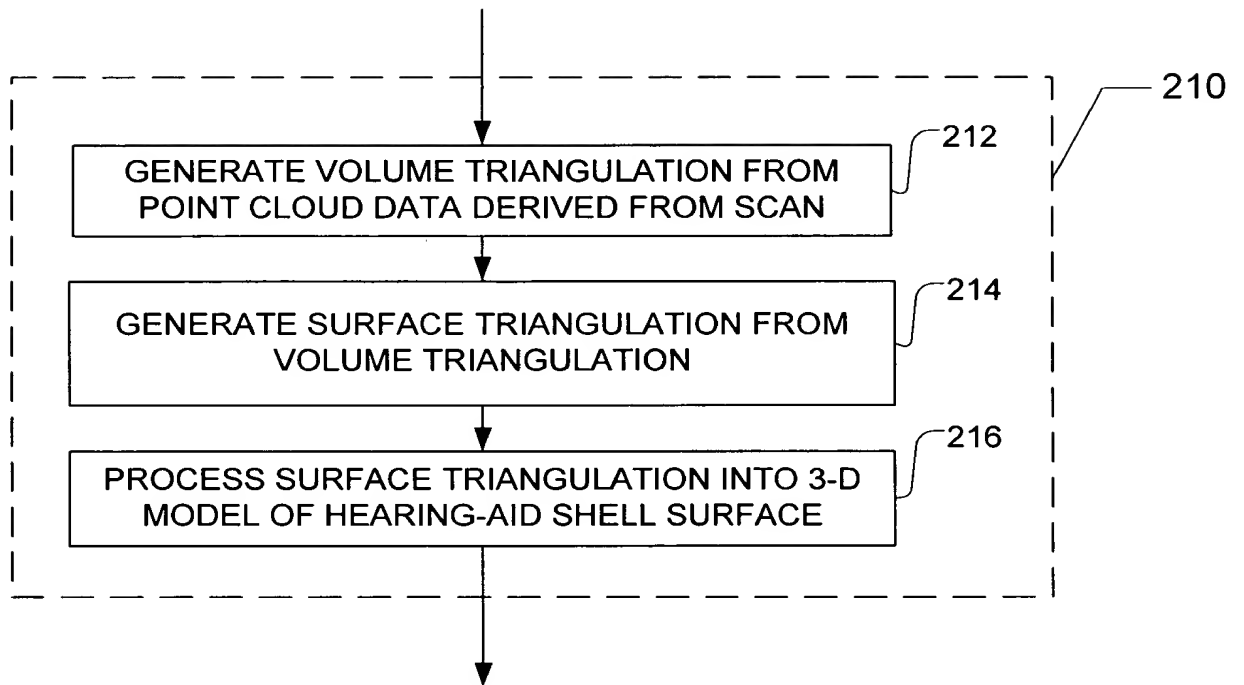 210
212
GENERATE VOLUME TRIANGULATION FROM
POINT CLOUD DATA DERIVED FROM SCAN
214
GENERATE SURFACE TRIANGULATION FROM
VOLUME TRIANGULATION
216
PROCESS SURFACE TRIANGULATION INTO 3-D
MODEL OF HEARING-AID SHELL SURFACE